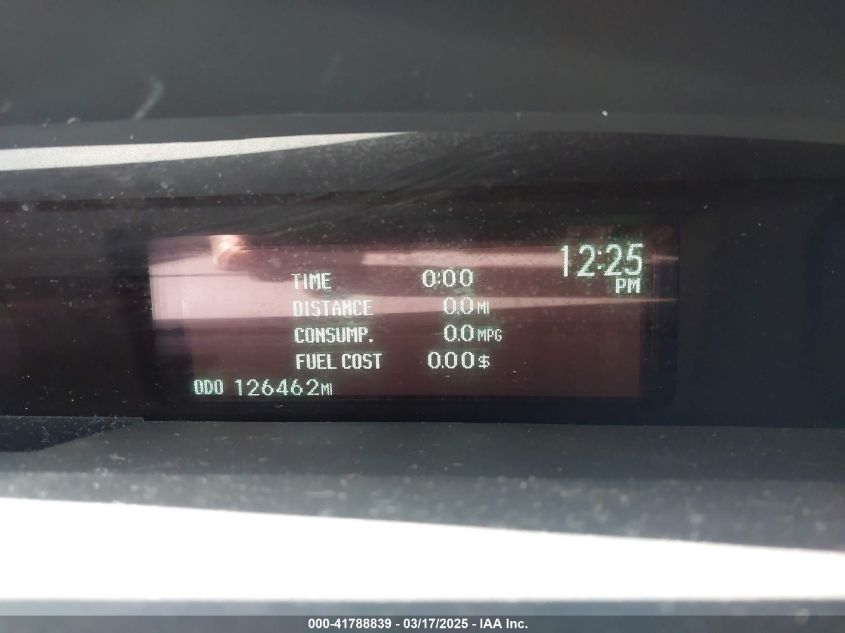 12:25
PM
TIME 0:00
DISTANCE 0.0 MI
CONSUMP. 0.0 MPG
FUEL COST 0.00 $
ODO 126462 MI
000-41788839 - 03/17/2025 - IAA Inc.